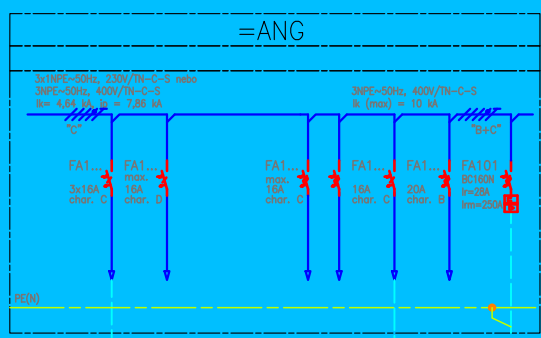 =ANG
3x1NPE~50Hz, 230V/TN-C-S nebo
3NPE~50Hz, 400V/TN-C-S
Ik= 4,64 kA, Ip = 7,86 kA
3NPE~50Hz, 400V/TN-C-S
Ik (max) = 10 kA
"C"
"B+C"
FA1...
3x16A
char. C
FA1...
max.
16A
char. D
FA1...
max.
16A
char. C
FA1...
16A
char. C
FA1...
20A
char. B
FA101
BC160N
Ir=28A
Irm=250A
PE(N)